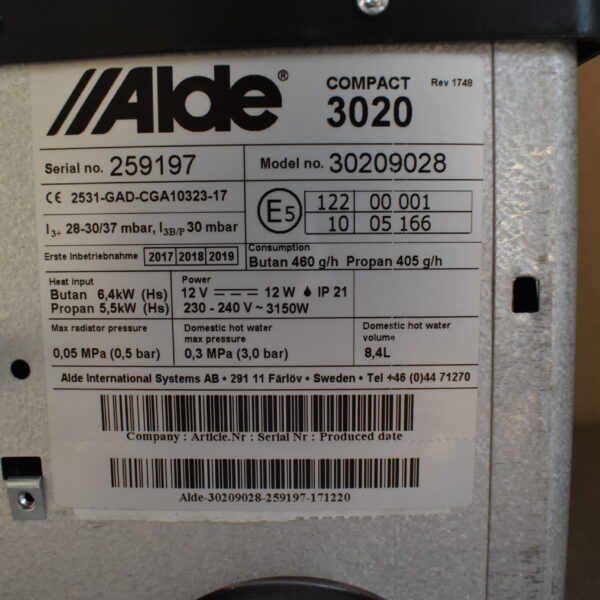 //Alde® COMPACT 3020 Rev 1748
Serial no. 259197 Model no. 30209028
CE 2531-GAD-CGA10323-17
I3+ 28-30/37 mbar, I3B/P 30 mbar
E5
122 00 001
10 05 166
Erste Inbetriebnahme 2017 2018 2019
Consumption
Butan 460 g/h Propan 405 g/h
Heat input
Butan 6,4kW (Hs)
Propan 5,5kW (Hs)
Power
12 V 12 W IP 21
230 - 240 V ~ 3150W
Max radiator pressure
0,05 MPa (0,5 bar)
Domestic hot water
max pressure
0,3 MPa (3,0 bar)
Domestic hot water
volume
8,4L
Alde International Systems AB • 291 11 Färlöv • Sweden • Tel +46 (0)44 71270
Company : Article.Nr : Serial Nr : Produced date
Alde-30209028-259197-171220